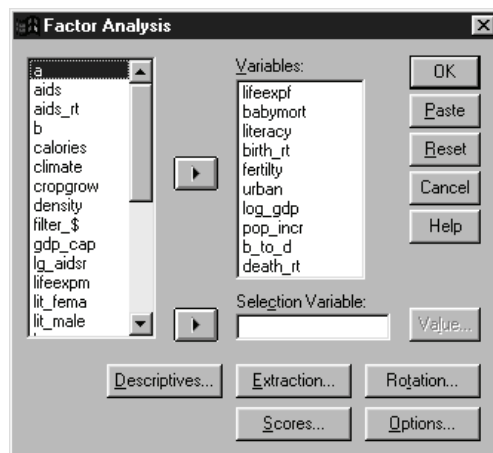 Factor Analysis
a
aids
aids_rt
b
calories
climate
cropgrow
density
filter_$
gdp_cap
lg_aidsr
lifeexpm
lit_fema
lit_male
Variables:
lifeexpf
babymort
literacy
birth_rt
fertilty
urban
log_gdp
pop_incr
b_to_d
death_rt
Selection Variable:
OK
Paste
Reset
Cancel
Help
Value...
Descriptives...
Extraction...
Rotation...
Scores...
Options...